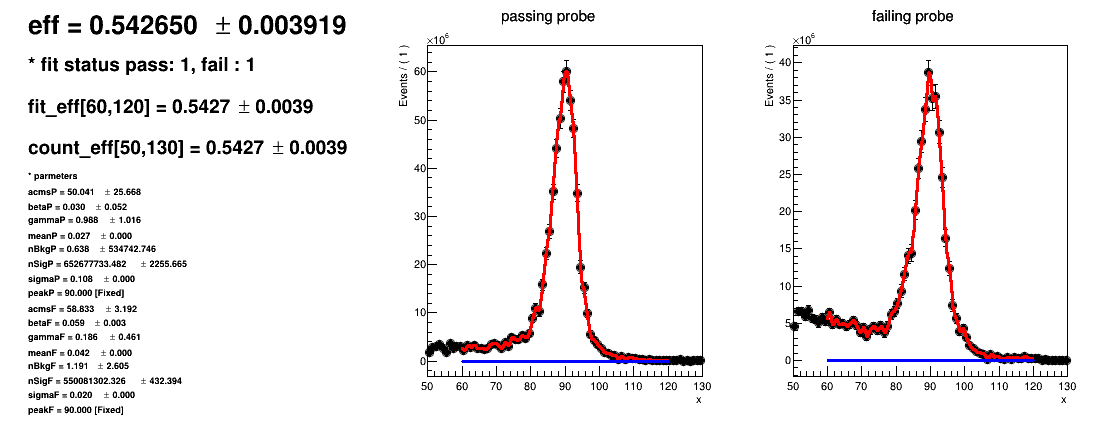 eff = 0.542650 ± 0.003919
* fit status pass: 1, fail : 1
fit_eff[60,120] = 0.5427 ± 0.0039
count_eff[50,130] = 0.5427 ± 0.0039
* parmeters
acmsP = 50.041 ± 25.668
betaP = 0.030 ± 0.052
gammaP = 0.988 ± 1.016
meanP = 0.027 ± 0.000
nBkgP = 0.638 ± 534742.746
nSigP = 652677733.482 ± 2255.665
sigmaP = 0.108 ± 0.000
peakP = 90.000 [Fixed]
acmsF = 58.833 ± 3.192
betaF = 0.059 ± 0.003
gammaF = 0.186 ± 0.461
meanF = 0.042 ± 0.000
nBkgF = 1.191 ± 2.605
nSigF = 550081302.326 ± 432.394
sigmaF = 0.020 ± 0.000
peakF = 90.000 [Fixed]
passing probe
×10⁶
Events / ( 1 )
60
50
40
30
20
10
0
50 60 70 80 90 100 110 120 130
x
failing probe
×10⁶
Events / ( 1 )
40
35
30
25
20
15
10
5
0
50 60 70 80 90 100 110 120 130
x